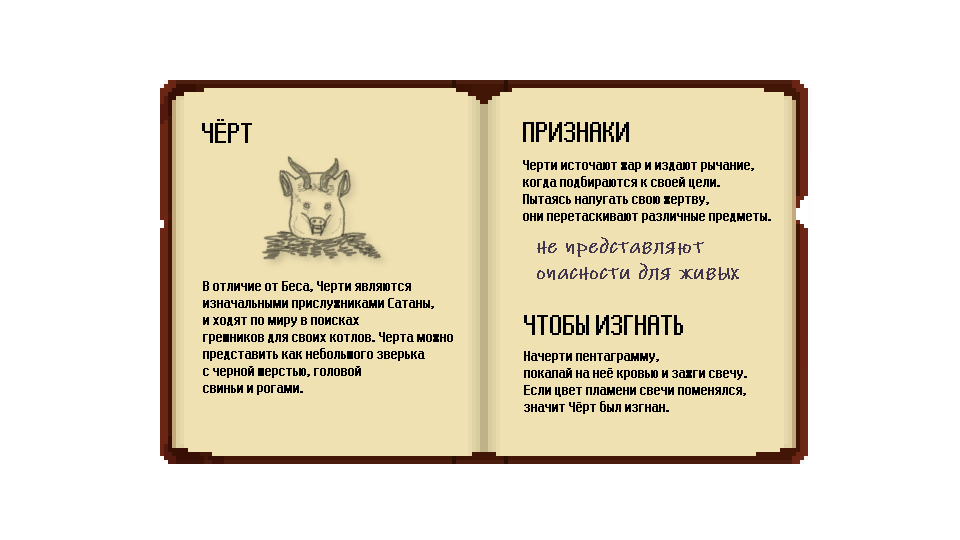 ЧЁРТ
В отличие от Беса, Черти являются
изначальными прислужниками Сатаны,
и ходят по миру в поисках
грешников для своих котлов. Черта можно
представить как небольшого зверька
с черной шерстью, головой
свиньи и рогами.
ПРИЗНАКИ
Черти источают жар и издают рычание,
когда подбираются к своей цели.
Пытаясь напугать свою жертву,
они перетаскивают различные предметы.
не представляют
опасности для живых
ЧТОБЫ ИЗГНАТЬ
Начерти пентаграмму,
покапай на неё кровью и зажги свечу.
Если цвет пламени свечи поменялся,
значит Чёрт был изгнан.